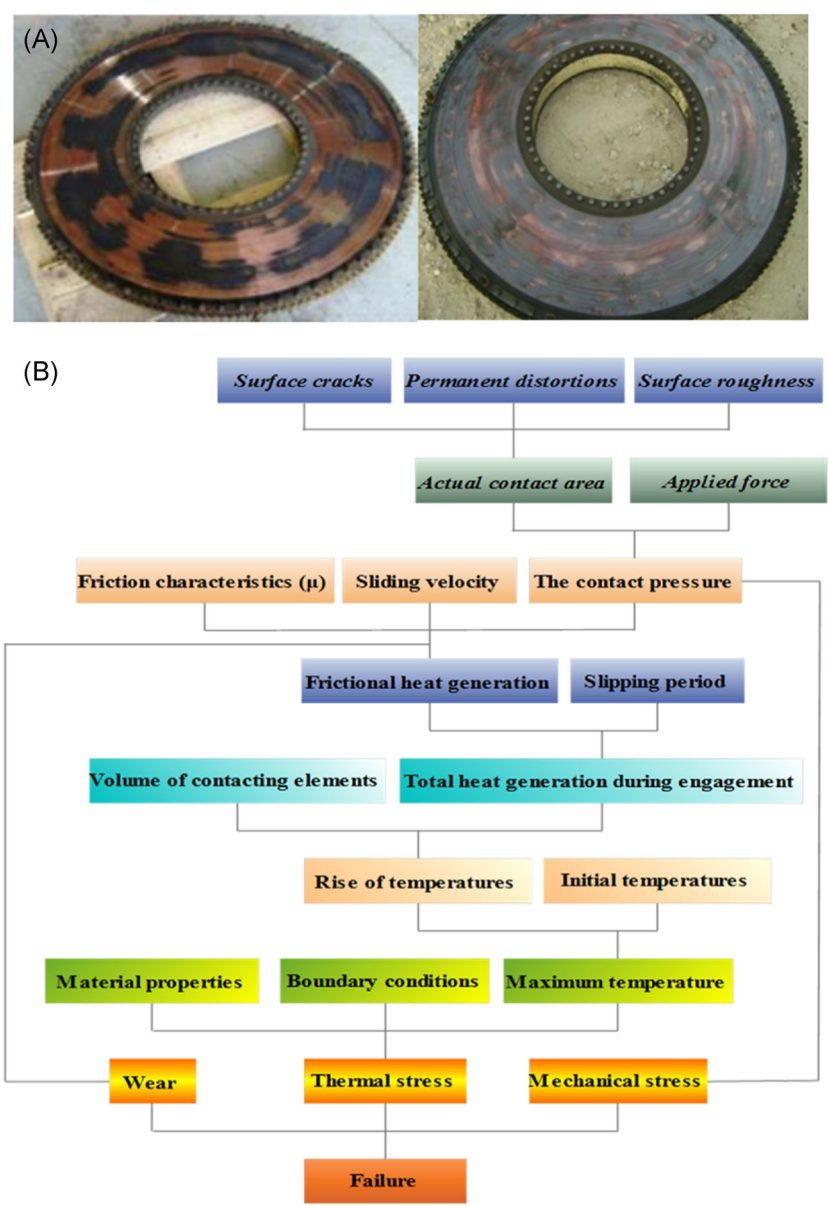 (A)
(B)
Surface cracks
Permanent distortions
Surface roughness
Actual contact area
Applied force
Friction characteristics (μ)
Sliding velocity
The contact pressure
Frictional heat generation
Slipping period
Volume of contacting elements
Total heat generation during engagement
Rise of temperatures
Initial temperatures
Material properties
Boundary conditions
Maximum temperature
Wear
Thermal stress
Mechanical stress
Failure